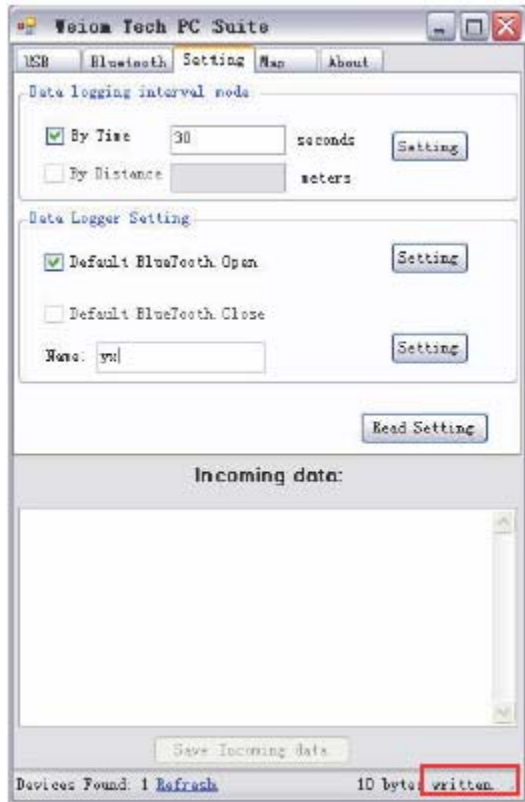 Weiom Tech PC Suite
USB Bluetooth Setting Map About
Data logging interval mode
By Time 30 seconds Setting
By Distance meters
Data Logger Setting
Default BlueTooth Open Setting
Default BlueTooth Close
Name: yu Setting
Read Setting
Incoming data:
Save Incoming data
Devices Found: 1 Refresh 10 bytes written